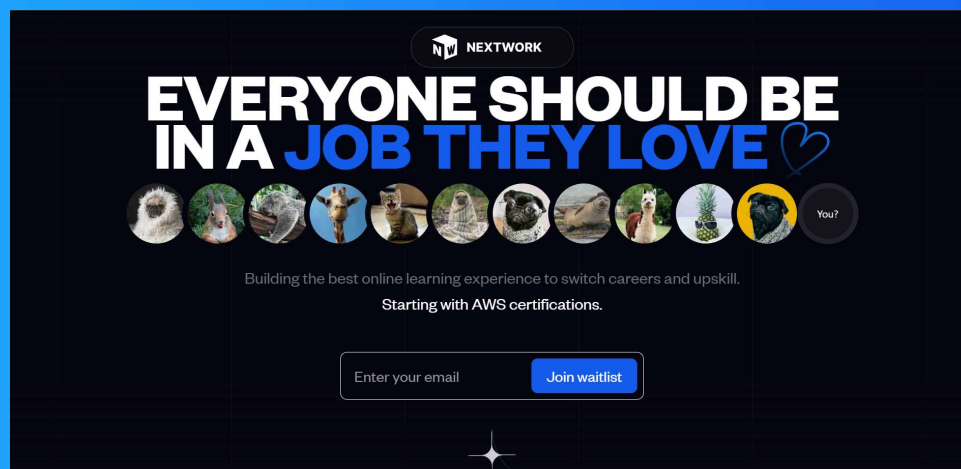 NEXTWORK
EVERYONE SHOULD BE
IN A JOB THEY LOVE
You?
Building the best online learning experience to switch careers and upskill.
Starting with AWS certifications.
Enter your email
Join waitlist